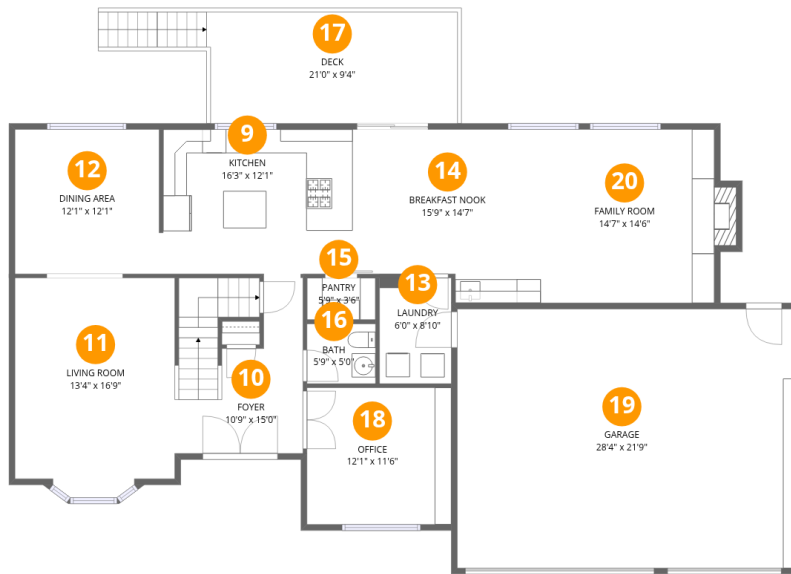 17
DECK
21'0" x 9'4"
9
KITCHEN
16'3" x 12'1"
12
DINING AREA
12'1" x 12'1"
14
BREAKFAST NOOK
15'9" x 14'7"
20
FAMILY ROOM
14'7" x 14'6"
15
PANTRY
5'9" x 3'6"
13
LAUNDRY
6'0" x 8'10"
16
BATH
5'9" x 5'0"
11
LIVING ROOM
13'4" x 16'9"
10
FOYER
10'9" x 15'0"
18
OFFICE
12'1" x 11'6"
19
GARAGE
28'4" x 21'9"